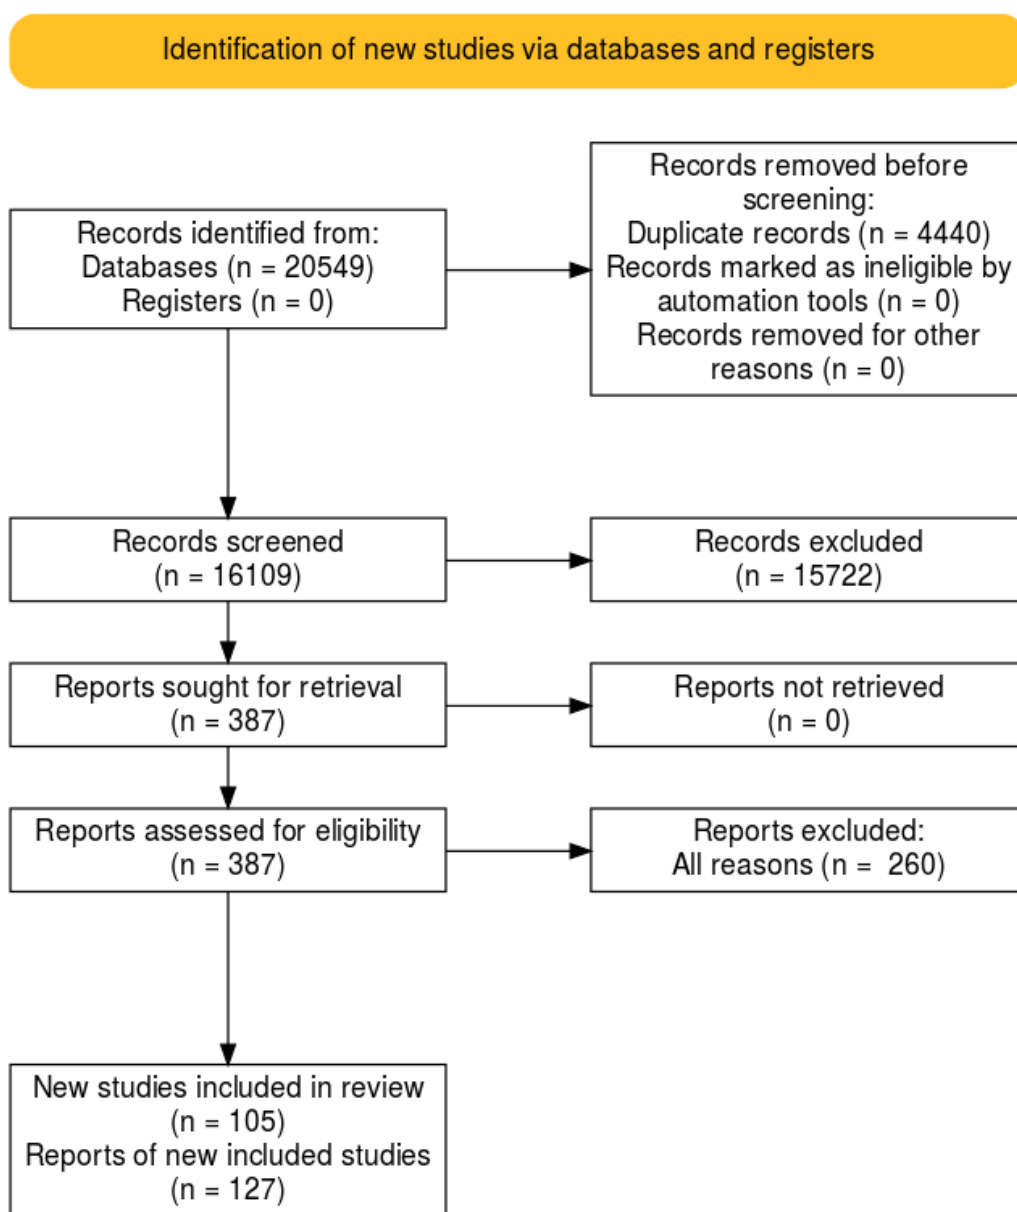 Identification of new studies via databases and registers
Records identified from:
Databases (n = 20549)
Registers (n = 0)
Records removed before
screening:
Duplicate records (n = 4440)
Records marked as ineligible by
automation tools (n = 0)
Records removed for other
reasons (n = 0)
Records screened
(n = 16109)
Records excluded
(n = 15722)
Reports sought for retrieval
(n = 387)
Reports not retrieved
(n = 0)
Reports assessed for eligibility
(n = 387)
Reports excluded:
All reasons (n =  260)
New studies included in review
(n = 105)
Reports of new included studies
(n = 127)